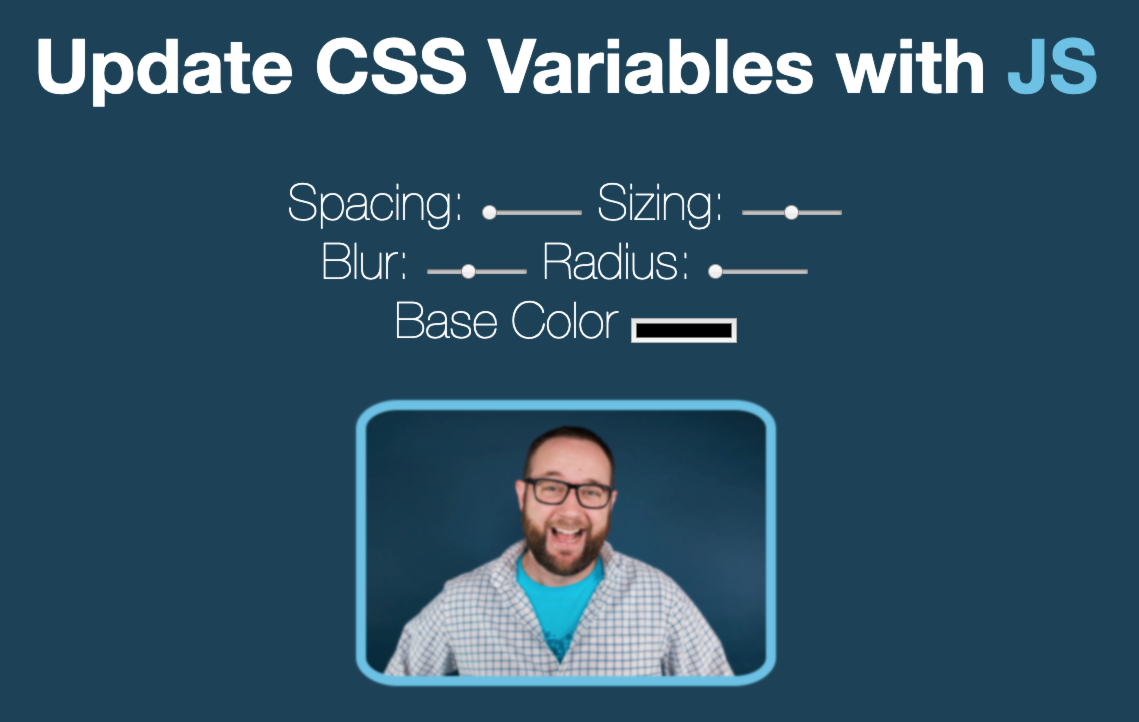 Update CSS Variables with JS
Spacing: Sizing:
Blur: Radius:
Base Color